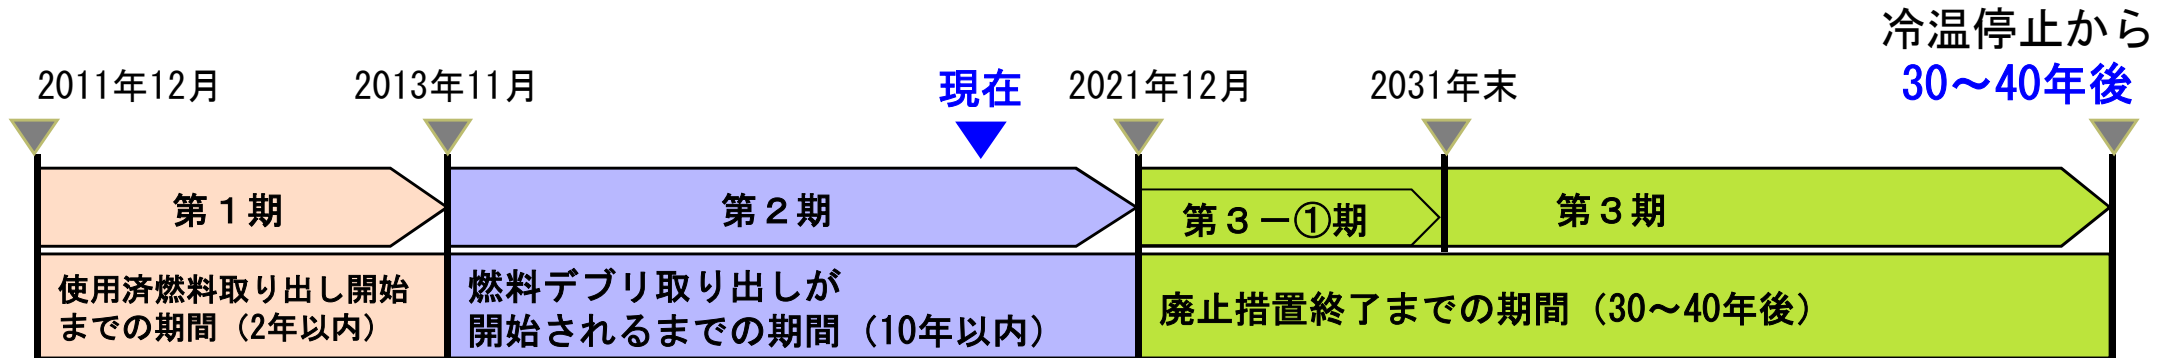 冷温停止から
30～40年後
2011年12月
2013年11月
現在
2021年12月
2031年末
第１期
第２期
第３－①期
第３期
使用済燃料取り出し開始
までの期間（2年以内）
燃料デブリ取り出しが
開始されるまでの期間（10年以内）
廃止措置終了までの期間（30～40年後）